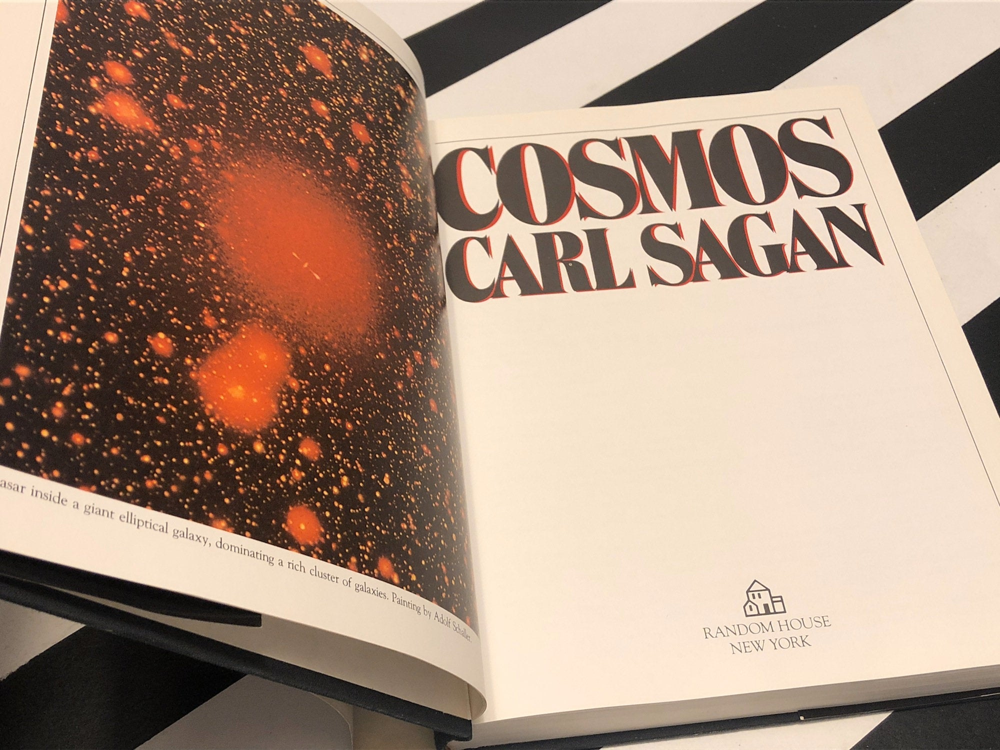 asar inside a giant elliptical galaxy, dominating a rich cluster of galaxies. Painting by Adolf Schaller.
COSMOS
CARL SAGAN
RANDOM HOUSE
NEW YORK